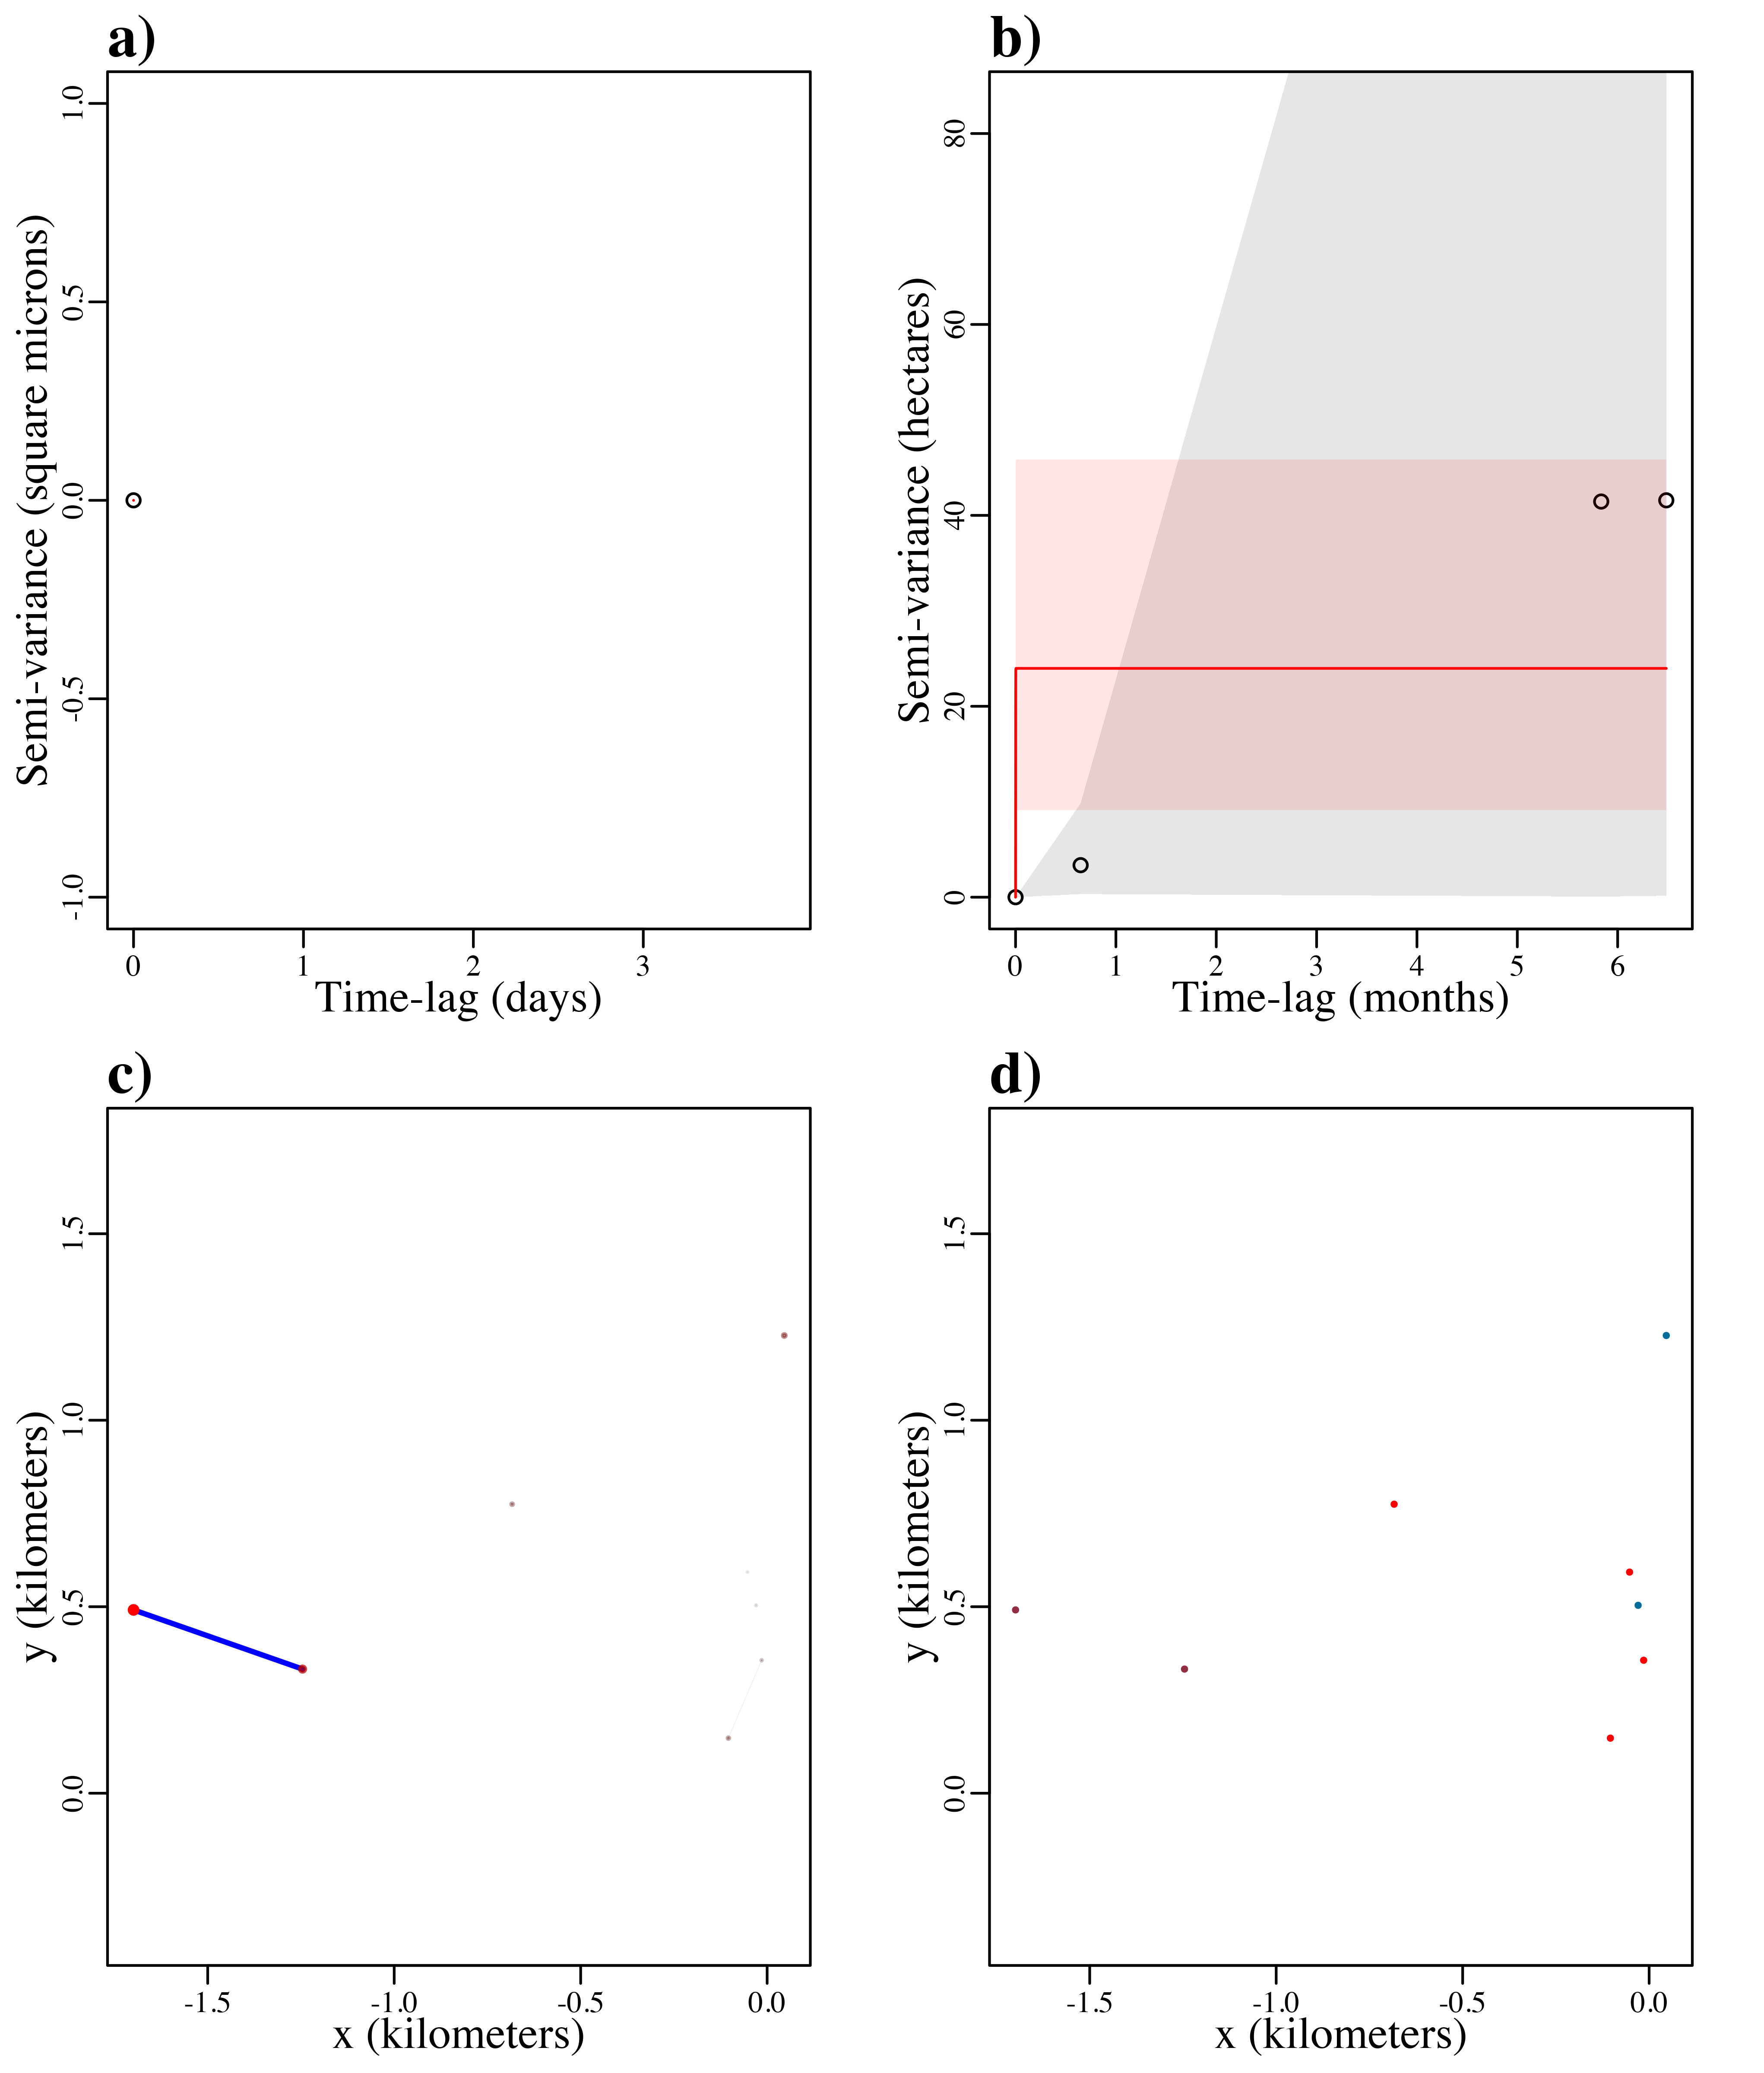 a)
Semi-variance (square microns)
1.0
0.5
0.0
-0.5
-1.0
0 1 2 3
Time-lag (days)
b)
Semi-variance (hectares)
80
60
40
20
0
0 1 2 3 4 5 6
Time-lag (months)
c)
y (kilometers)
1.5
1.0
0.5
0.0
-1.5 -1.0 -0.5 0.0
x (kilometers)
d)
y (kilometers)
1.5
1.0
0.5
0.0
-1.5 -1.0 -0.5 0.0
x (kilometers)